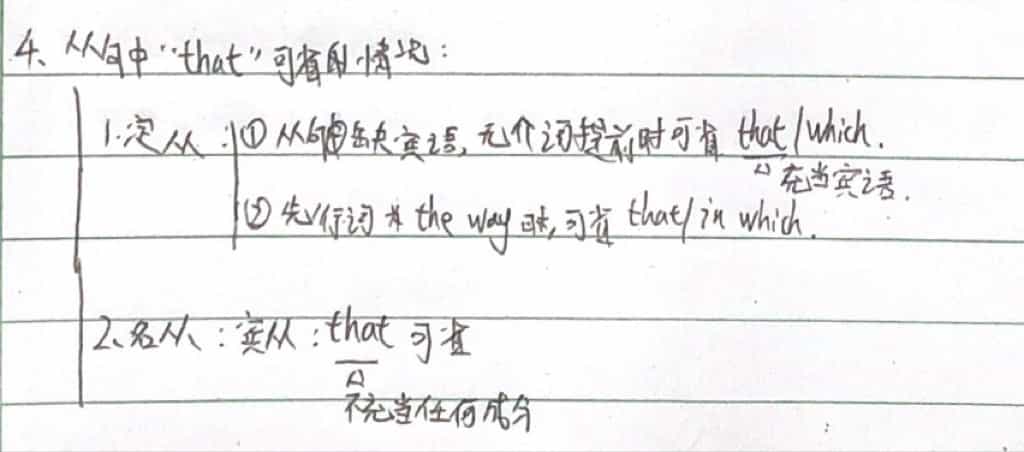 4、从句中“that”可省的情况：
1.定从：①从句中缺宾语，无介词提前时可省 that/which.
充当宾语.
②先行词为 the way 时，可省 that/in which.
2、名从：宾从：that 可省
不充当任何成分